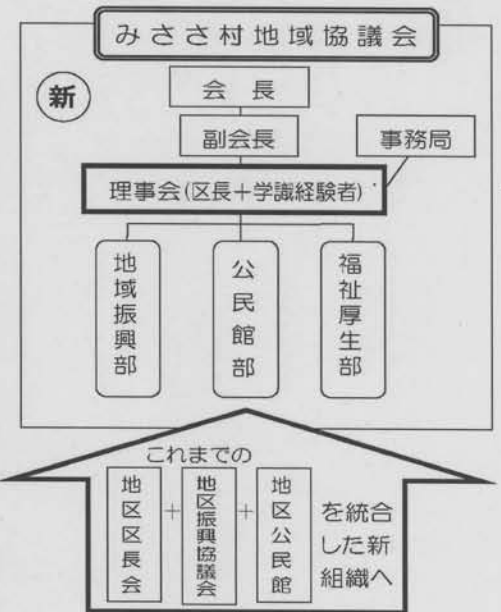 みささ村地域協議会
新
会長
副会長
事務局
理事会(区長+学識経験者)
地域振興部
公民館部
福祉厚生部
これまでの
地区区長会
+
地区振興協議会
+
地区公民館
を統合
した新
組織へ